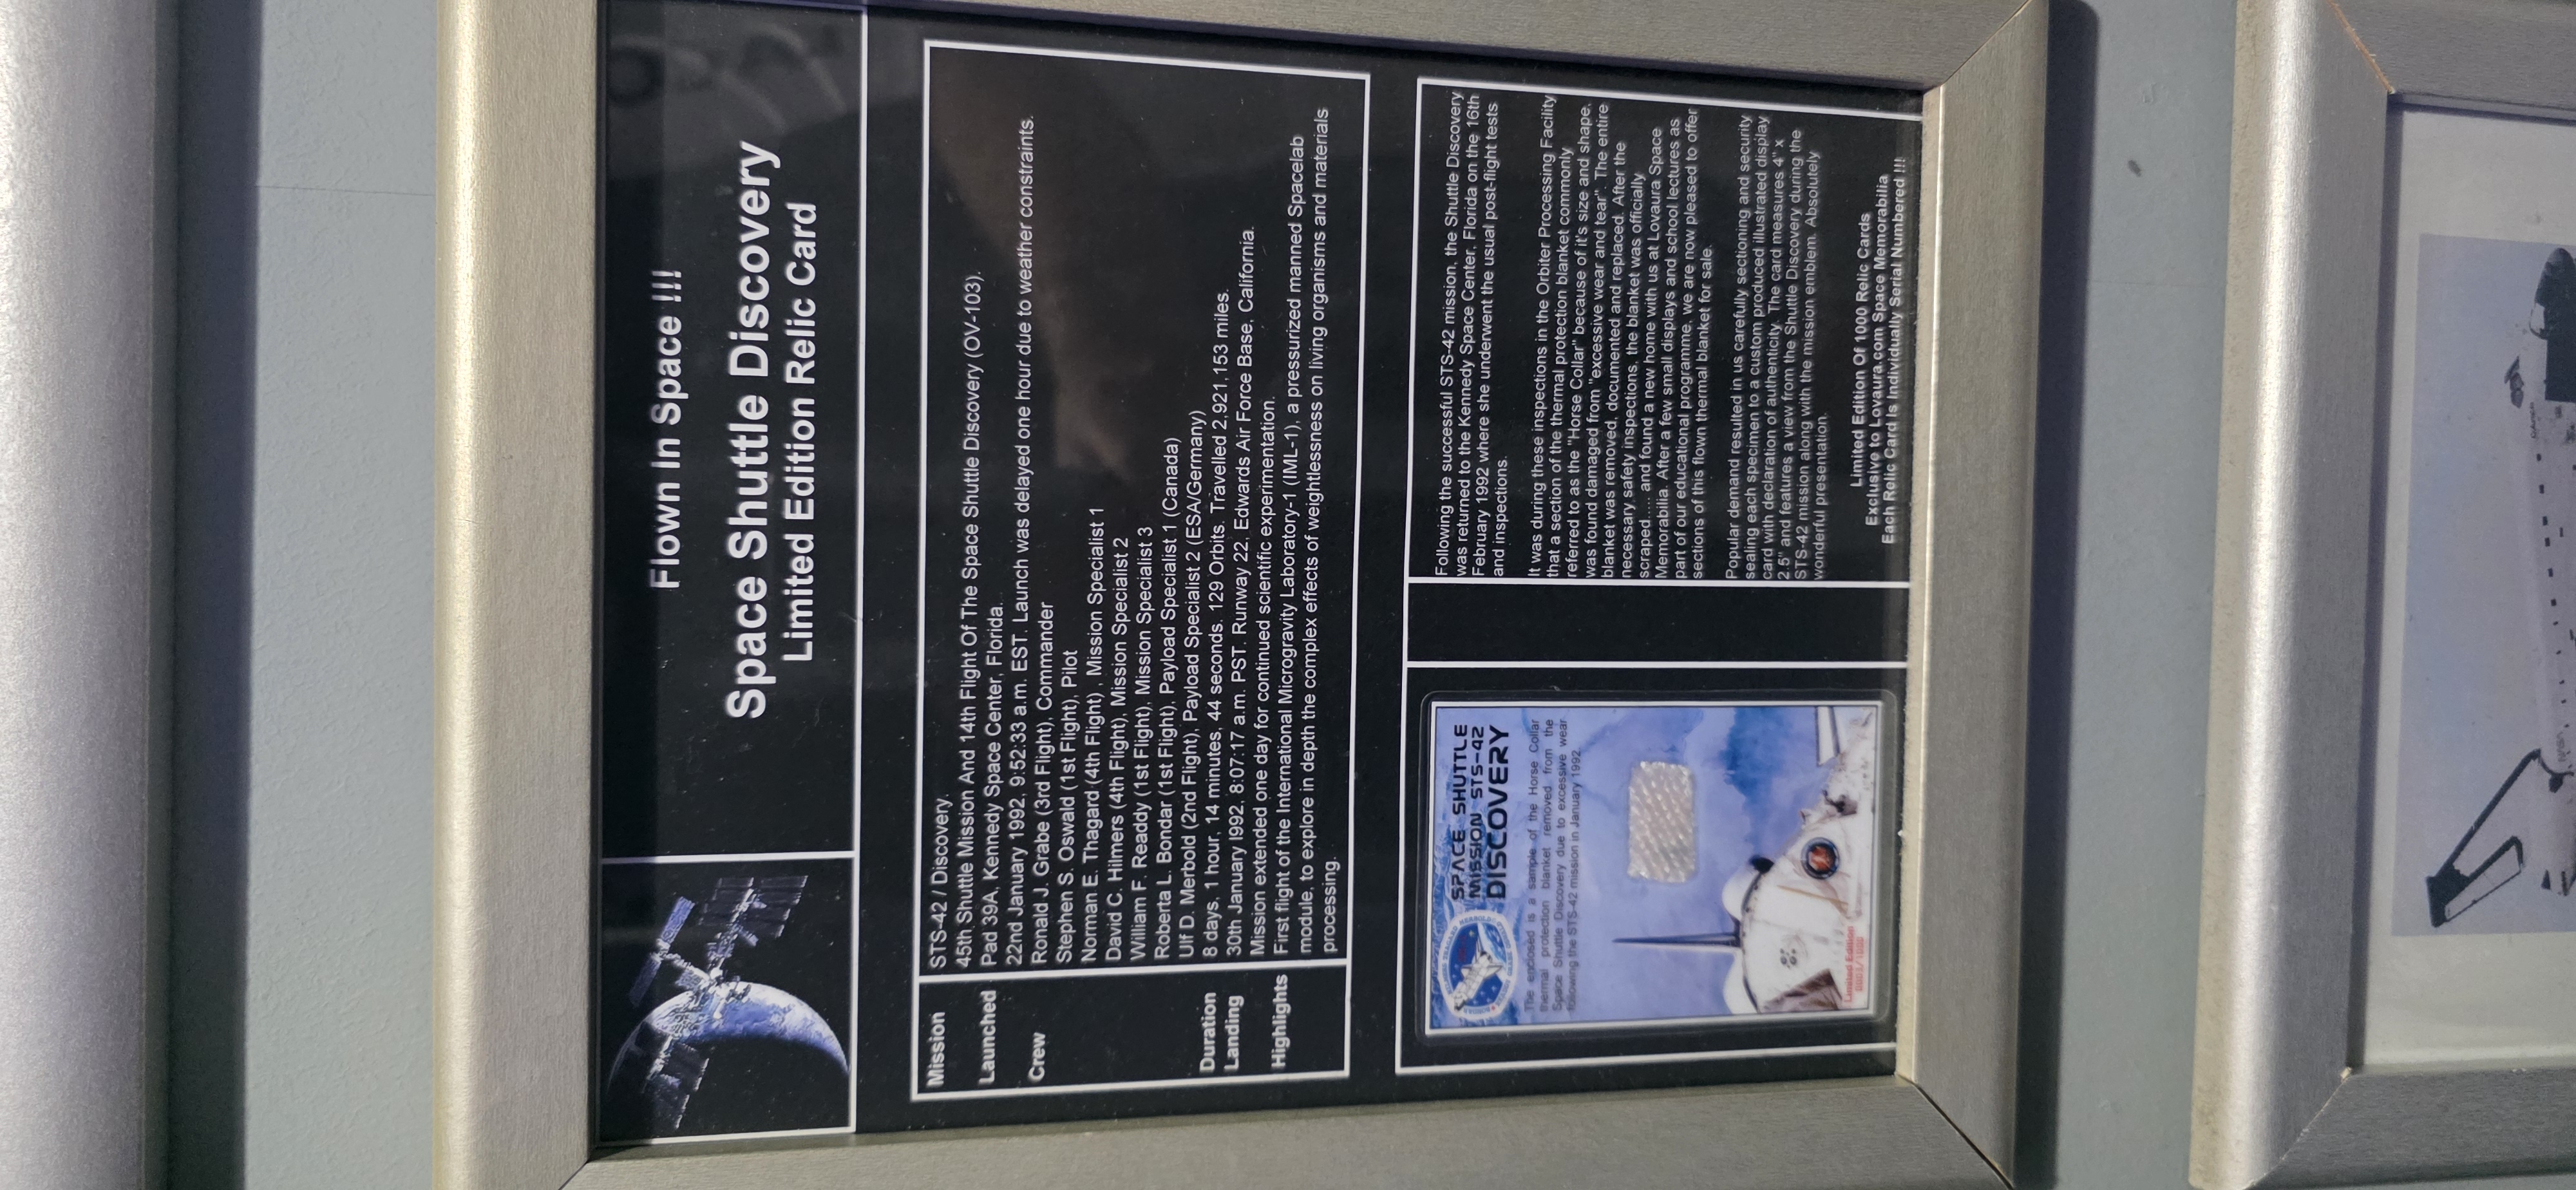 Flown In Space !!!
Space Shuttle Discovery
Limited Edition Relic Card
Mission STS-42 / Discovery.
45th Shuttle Mission And 14th Flight Of The Space Shuttle Discovery (OV-103).
Launched Pad 39A, Kennedy Space Center, Florida.
22nd January 1992, 9:52:33 a.m. EST. Launch was delayed one hour due to weather constraints.
Crew Ronald J. Grabe (3rd Flight), Commander
Stephen S. Oswald (1st Flight), Pilot
Norman E. Thagard (4th Flight) , Mission Specialist 1
David C. Hilmers (4th Flight), Mission Specialist 2
William F. Readdy (1st Flight), Mission Specialist 3
Roberta L. Bondar (1st Flight), Payload Specialist 1 (Canada)
Ulf D. Merbold (2nd Flight), Payload Specialist 2 (ESA/Germany)
Duration 8 days, 1 hour, 14 minutes, 44 seconds. 129 Orbits. Travelled 2,921,153 miles.
Landing 30th January 1992, 8:07:17 a.m. PST. Runway 22, Edwards Air Force Base, California.
Mission extended one day for continued scientific experimentation.
Highlights First flight of the International Microgravity Laboratory-1 (IML-1), a pressurized manned Spacelab
module, to explore in depth the complex effects of weightlessness on living organisms and materials
processing.
SPACE SHUTTLE
MISSION STS-42
DISCOVERY
The enclosed is a sample of the Horse Collar
thermal protection blanket removed from the
Space Shuttle Discovery due to excessive wear
following the STS-42 mission in January 1992
Limited Edition
Following the successful STS-42 mission, the Shuttle Discovery
was returned to the Kennedy Space Center, Florida on the 16th
February 1992 where she underwent the usual post-flight tests
and inspections.
It was during these inspections in the Orbiter Processing Facility
that a section of the thermal protection blanket commonly
referred to as the "Horse Collar" because of it's size and shape,
was found damaged from "excessive wear and tear". The entire
blanket was removed, documented and replaced. After the
necessary safety inspections, the blanket was officially
scraped..... and found a new home with us at Lovaura Space
Memorabilia. After a few small displays and school lectures as
part of our educational programme, we are now pleased to offer
sections of this flown thermal blanket for sale.
Popular demand resulted in us carefully sectioning and security
sealing each speciment to a custom produced illustrated display
card with declaration of authenticity. The card measures 4" x
2.5" and features a view from the Shuttle Discovery during the
STS-42 mission along with the mission emblem. Absolutely
wonderful presentation.
Limited Edition Of 1000 Relic Cards
Exclusive to Lovaura.com Space Memorabilia
Each Relic Card Is Individually Serial Numbered !!!